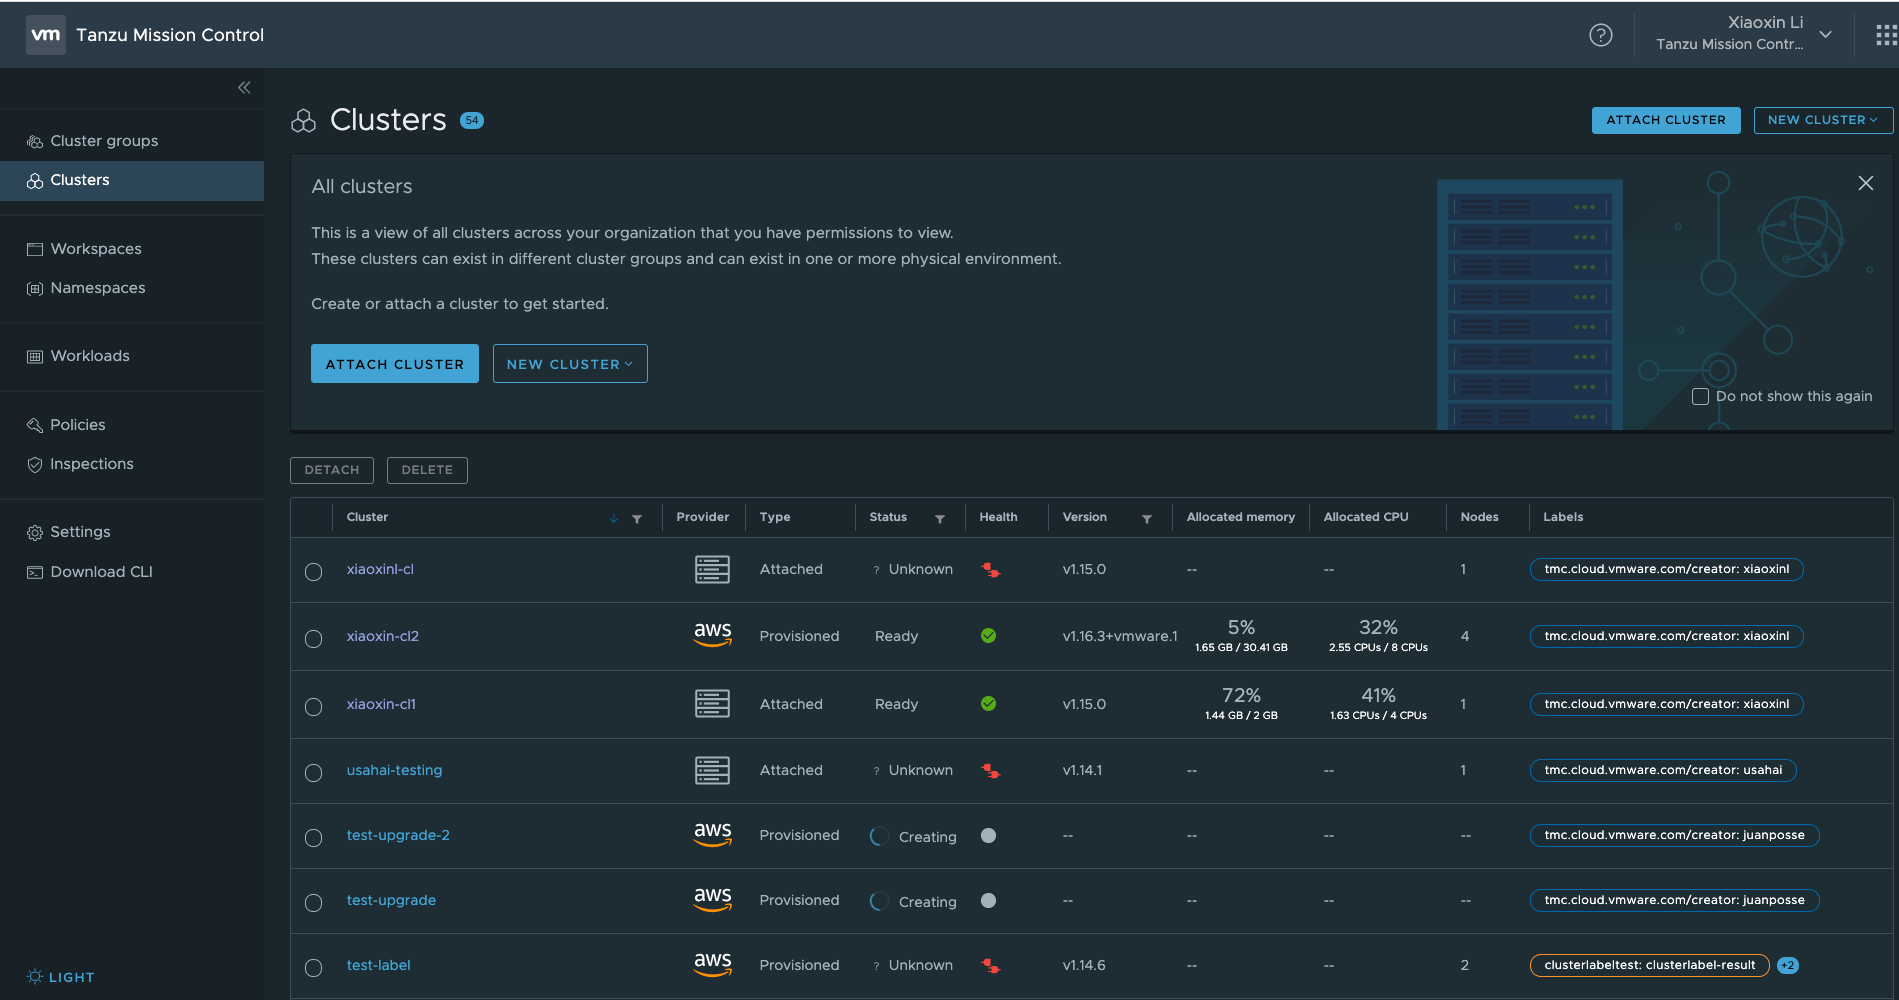 vm Tanzu Mission Control
Xiaoxin Li
Tanzu Mission Contr...
Cluster groups
Clusters
Workspaces
Namespaces
Workloads
Policies
Inspections
Settings
Download CLI
LIGHT
Clusters 54
ATTACH CLUSTER NEW CLUSTER
All clusters
This is a view of all clusters across your organization that you have permissions to view.
These clusters can exist in different cluster groups and can exist in one or more physical environment.
Create or attach a cluster to get started.
ATTACH CLUSTER NEW CLUSTER
Do not show this again
DETACH DELETE
Cluster Provider Type Status Health Version Allocated memory Allocated CPU Nodes Labels
xiaoxinl-cl Attached ? Unknown v1.15.0 -- -- 1 tmc.cloud.vmware.com/creator: xiaoxinl
xiaoxin-cl2 aws Provisioned Ready v1.16.3+vmware.1 5% 32% 4 tmc.cloud.vmware.com/creator: xiaoxinl
1.65 GB / 30.41 GB 2.55 CPUs / 8 CPUs
xiaoxin-cl1 Attached Ready v1.15.0 72% 41% 1 tmc.cloud.vmware.com/creator: xiaoxinl
1.44 GB / 2 GB 1.63 CPUs / 4 CPUs
usahai-testing Attached ? Unknown v1.14.1 -- -- 1 tmc.cloud.vmware.com/creator: usahai
test-upgrade-2 aws Provisioned Creating -- -- -- -- tmc.cloud.vmware.com/creator: juanposse
test-upgrade aws Provisioned Creating -- -- -- -- tmc.cloud.vmware.com/creator: juanposse
test-label aws Provisioned ? Unknown v1.14.6 -- -- 2 clusterlabeltest: clusterlabel-result +2